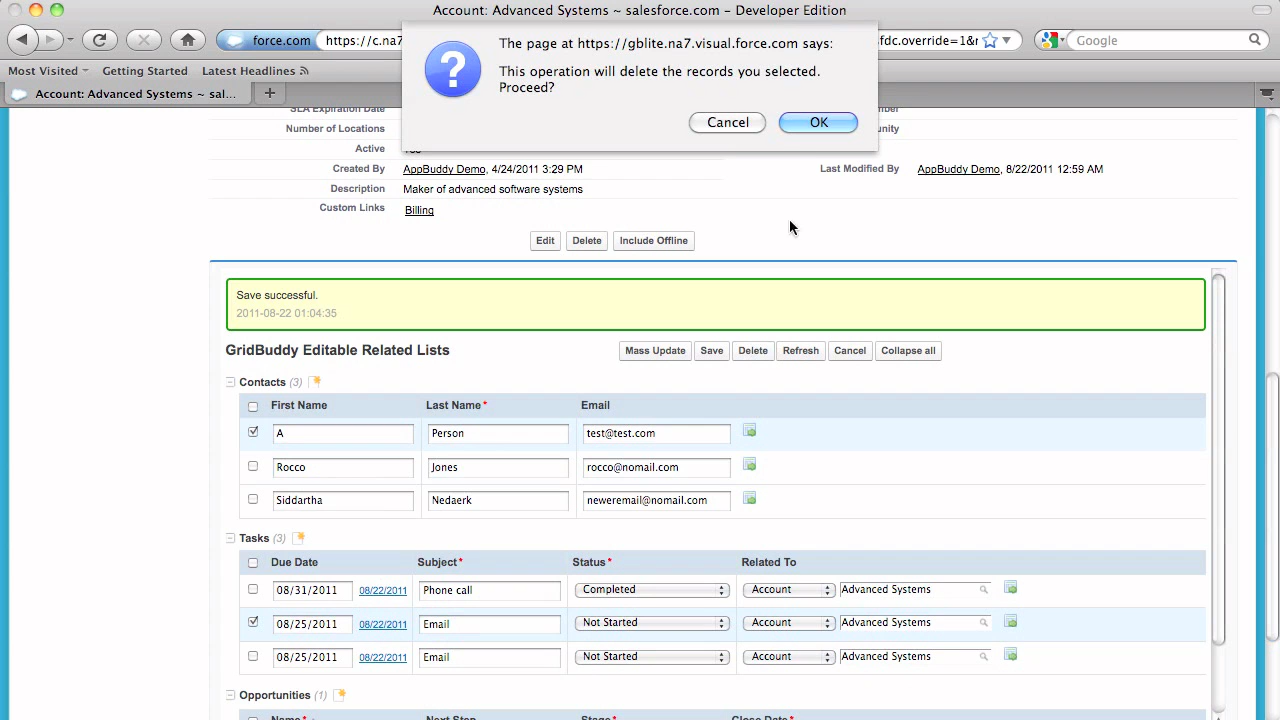 Account: Advanced Systems ~ salesforce.com - Developer Edition
force.com https://c.na7 fdc.override=1&r Google
Most Visited Getting Started Latest Headlines
Account: Advanced Systems ~ sal... +
The page at https://gblite.na7.visual.force.com says:
This operation will delete the records you selected.
Proceed?
Cancel OK
SLA Expiration Date
Number of Locations
Active
Created By AppBuddy Demo, 4/24/2011 3:29 PM Last Modified By AppBuddy Demo, 8/22/2011 12:59 AM
Description Maker of advanced software systems
Custom Links Billing
Edit Delete Include Offline
Save successful.
2011-08-22 01:04:35
GridBuddy Editable Related Lists Mass Update Save Delete Refresh Cancel Collapse all
Contacts (3)
First Name Last Name* Email
A Person test@test.com
Rocco Jones rocco@nomail.com
Siddartha Nedaerk neweremail@nomail.com
Tasks (3)
Due Date Subject* Status* Related To
08/31/2011 08/22/2011 Phone call Completed Account Advanced Systems
08/25/2011 08/22/2011 Email Not Started Account Advanced Systems
08/25/2011 08/22/2011 Email Not Started Account Advanced Systems
Opportunities (1)
Name* Next Step Stage* Close Date*